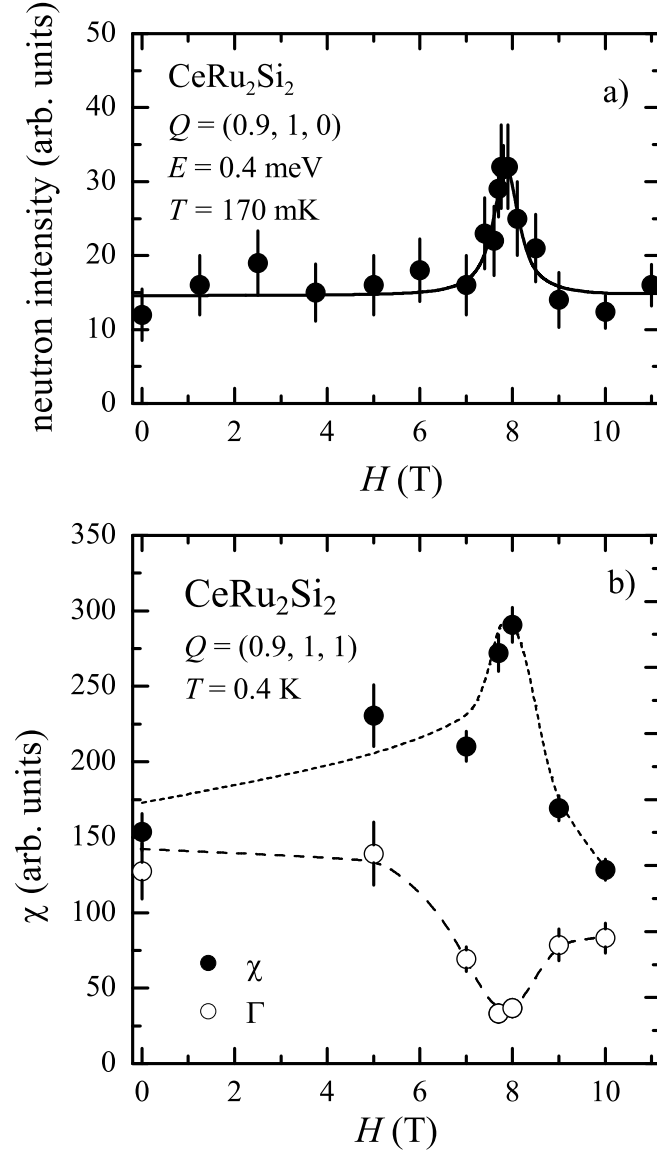 50
40
30
20
10
0
neutron intensity (arb. units)
CeRu₂Si₂
Q = (0.9, 1, 0)
E = 0.4 meV
T = 170 mK
a)
0 2 4 6 8 10
H (T)
350
300
250
200
150
100
50
0
χ (arb. units)
CeRu₂Si₂
Q = (0.9, 1, 1)
T = 0.4 K
b)
χ
Γ
0 2 4 6 8 10
H (T)